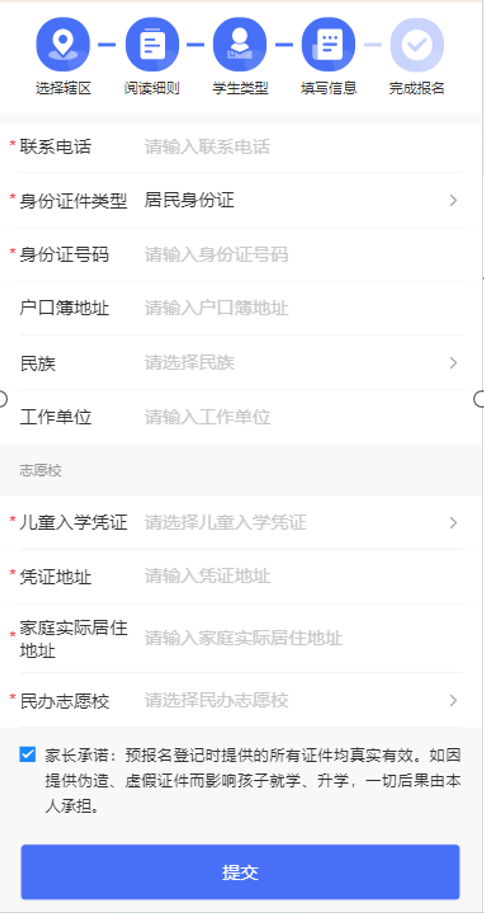 选择辖区 阅读细则 学生类型 填写信息 完成报名
* 联系电话 请输入联系电话
* 身份证件类型 居民身份证
* 身份证号码 请输入身份证号码
户口簿地址 请输入户口簿地址
民族 请选择民族
工作单位 请输入工作单位
志愿校
* 儿童入学凭证 请选择儿童入学凭证
* 凭证地址 请输入凭证地址
* 家庭实际居住
地址 请输入家庭实际居住地址
* 民办志愿校 请选择民办志愿校
家长承诺：预报名登记时提供的所有证件均真实有效。如因
提供伪造、虚假证件而影响孩子就学、升学，一切后果由本
人承担。
提交